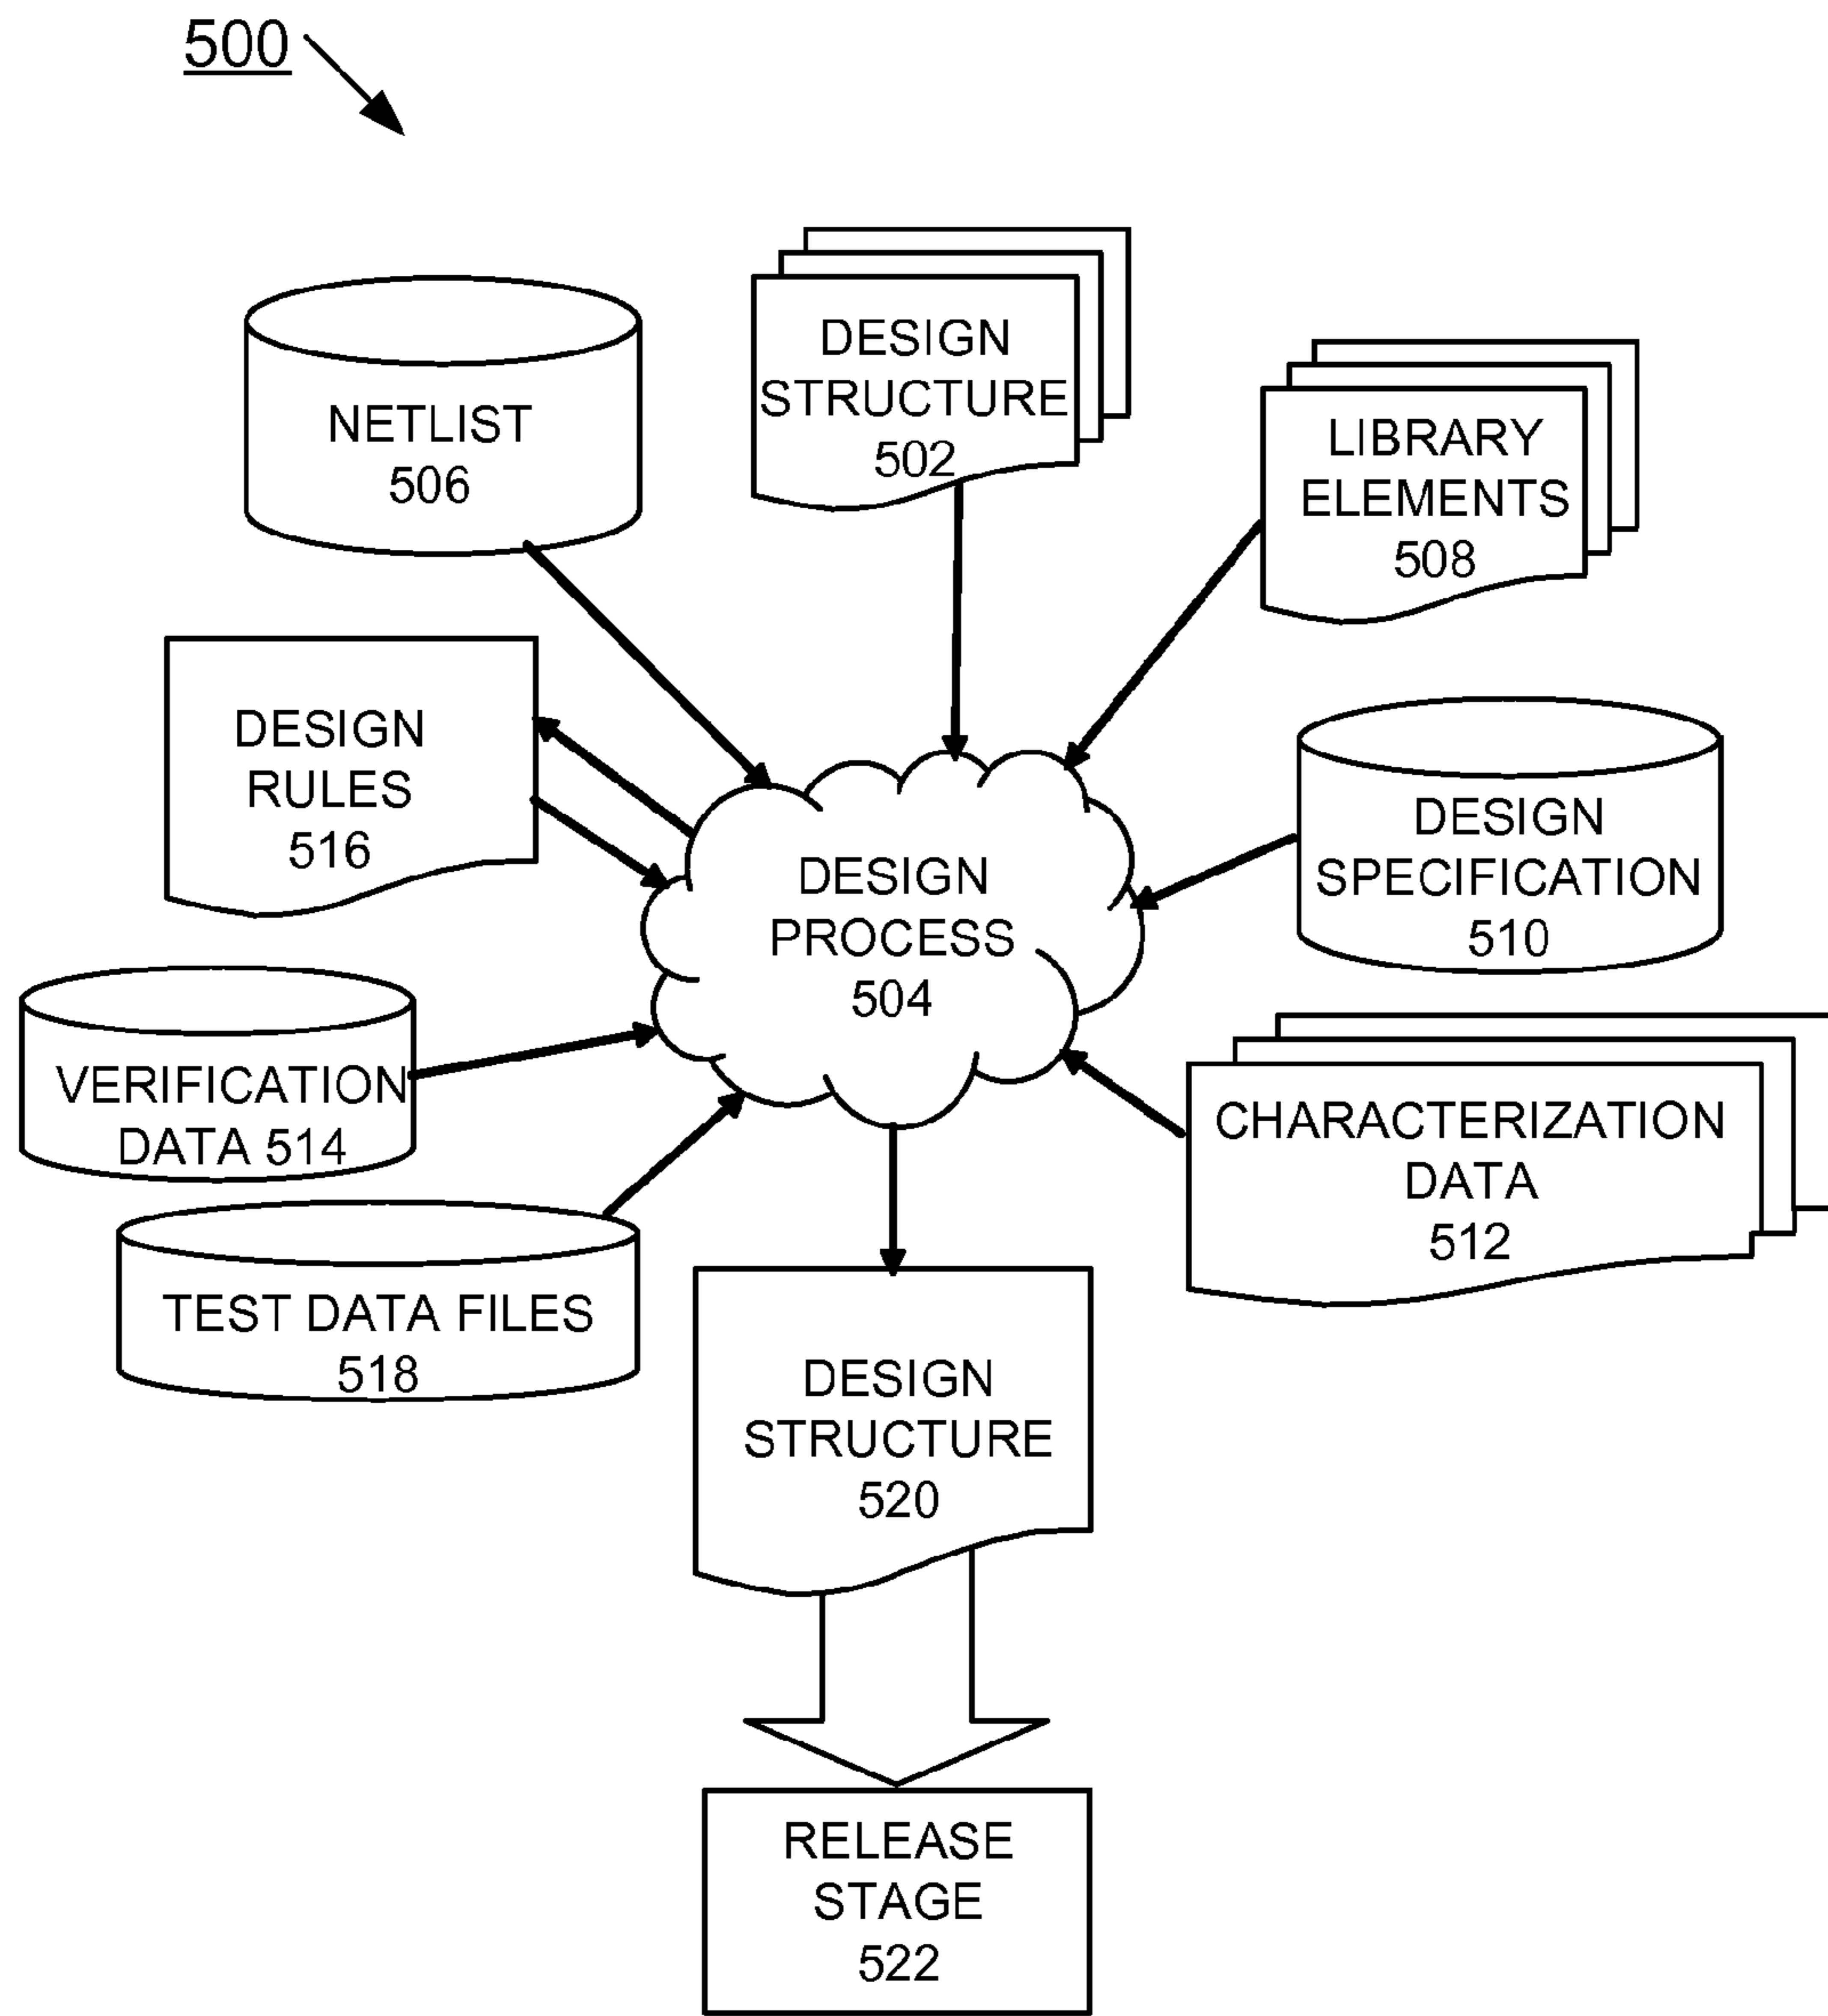 500
DESIGN
STRUCTURE
502
NETLIST
506
LIBRARY
ELEMENTS
508
DESIGN
RULES
516
DESIGN
SPECIFICATION
510
DESIGN
PROCESS
504
VERIFICATION
DATA 514
CHARACTERIZATION
DATA
512
TEST DATA FILES
518
DESIGN
STRUCTURE
520
RELEASE
STAGE
522